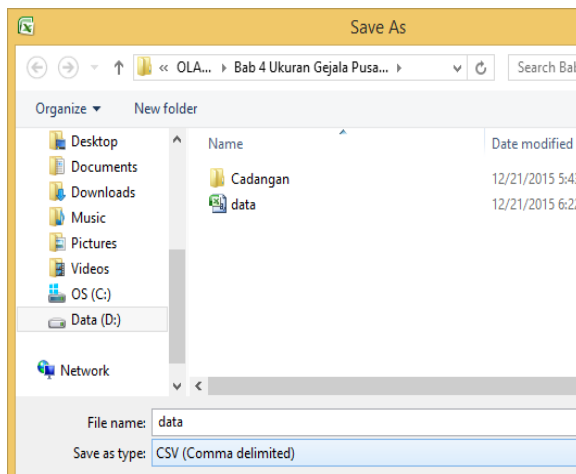 Save As
« OLA... Bab 4 Ukuran Gejala Pusa...
Search Bab
Organize New folder
Name Date modified
Desktop
Documents
Downloads
Music
Pictures
Videos
OS (C:)
Data (D:)
Network
Cadangan 12/21/2015 5:4
data 12/21/2015 6:2
File name: data
Save as type: CSV (Comma delimited)